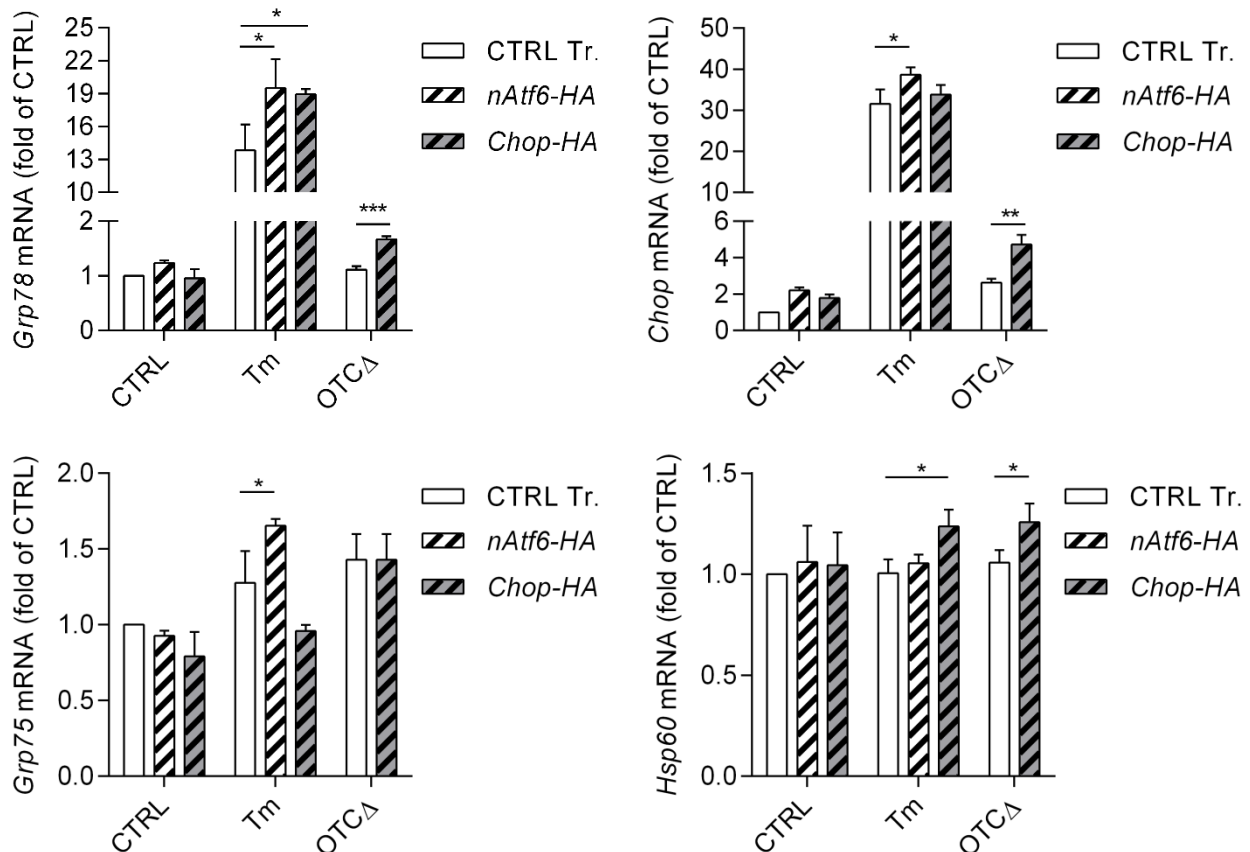 Grp78 mRNA (fold of CTRL)
25
22
19
16
13
10
2
1
0
* 
*
***
CTRL
Tm
OTCΔ
CTRL Tr.
nAtf6-HA
Chop-HA
Chop mRNA (fold of CTRL)
50
40
30
20
10
6
4
2
0
*
**
CTRL
Tm
OTCΔ
CTRL Tr.
nAtf6-HA
Chop-HA
Grp75 mRNA (fold of CTRL)
2.0
1.5
1.0
0.5
0.0
*
CTRL
Tm
OTCΔ
CTRL Tr.
nAtf6-HA
Chop-HA
Hsp60 mRNA (fold of CTRL)
1.5
1.0
0.5
0.0
*
*
CTRL
Tm
OTCΔ
CTRL Tr.
nAtf6-HA
Chop-HA